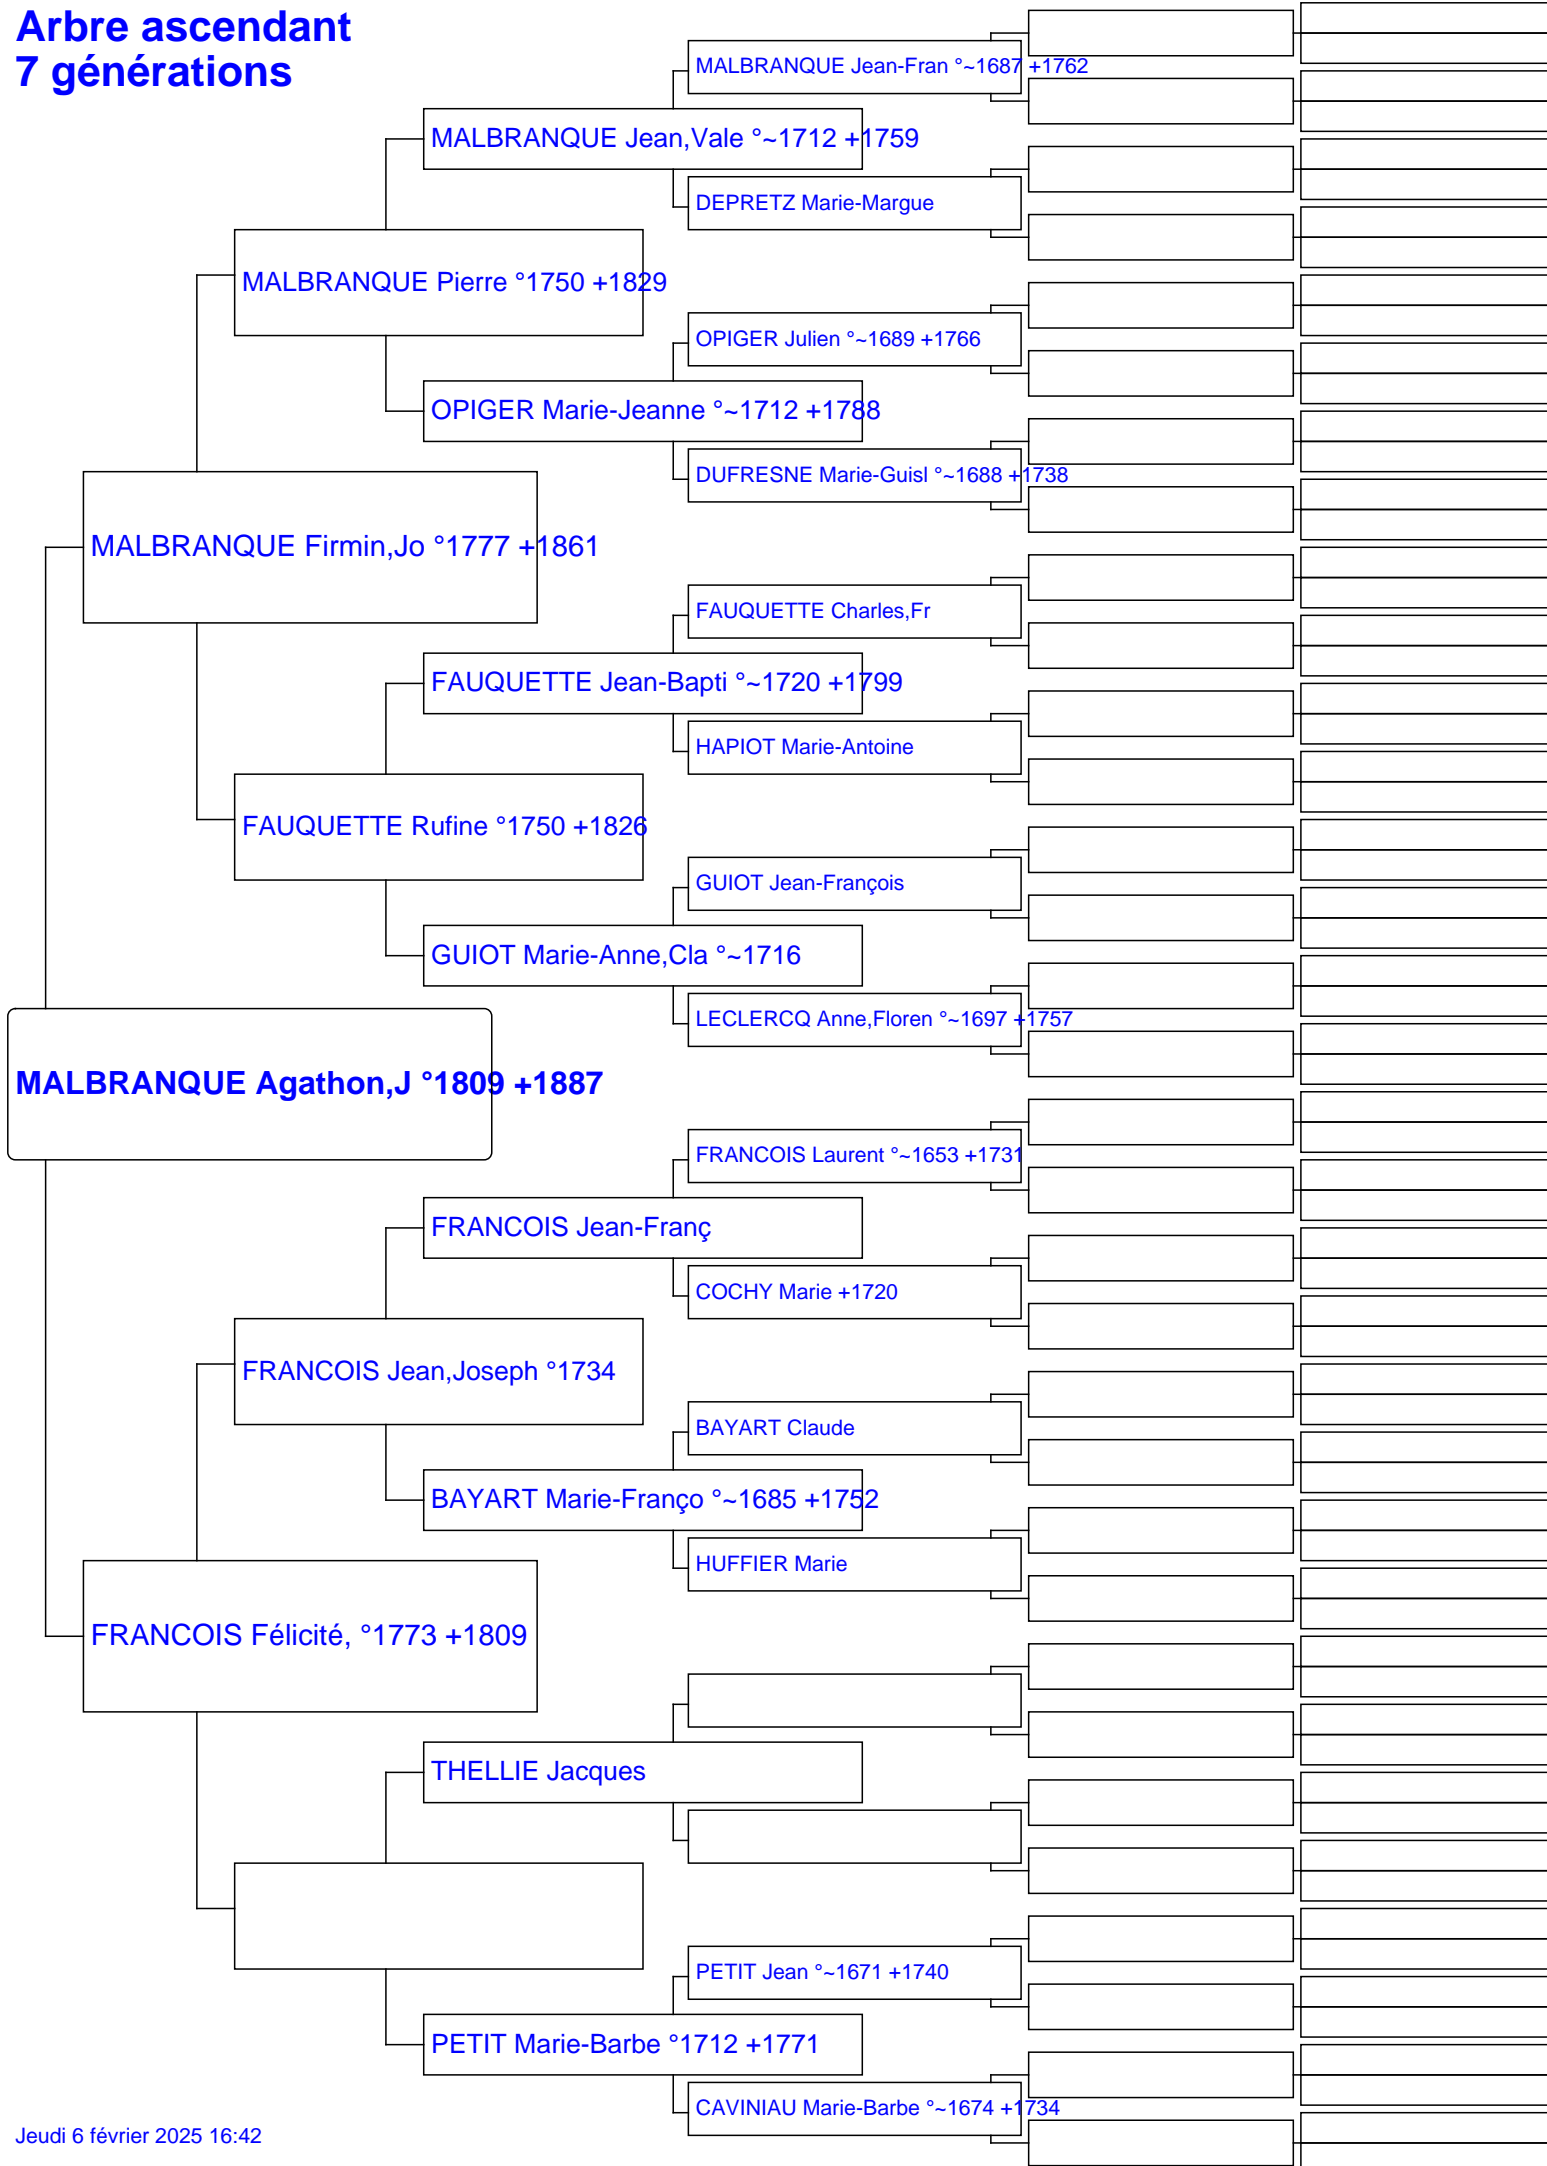 Arbre ascendant
7 générations
MALBRANQUE Jean-Fran °~1687 +1762
MALBRANQUE Jean,Vale °~1712 +1759
DEPRETZ Marie-Margue
MALBRANQUE Pierre °1750 +1829
OPIGER Julien °~1689 +1766
OPIGER Marie-Jeanne °~1712 +1788
DUFRESNE Marie-Guisl °~1688 +1738
MALBRANQUE Firmin,Jo °1777 +1861
FAUQUETTE Charles,Fr
FAUQUETTE Jean-Bapti °~1720 +1799
HAPIOT Marie-Antoine
FAUQUETTE Rufine °1750 +1826
GUIOT Jean-François
GUIOT Marie-Anne,Cla °~1716
LECLERCQ Anne,Floren °~1697 +1757
MALBRANQUE Agathon,J °1809 +1887
FRANCOIS Laurent °~1653 +1731
FRANCOIS Jean-Franç
COCHY Marie +1720
FRANCOIS Jean,Joseph °1734
BAYART Claude
BAYART Marie-Franço °~1685 +1752
HUFFIER Marie
FRANCOIS Félicité, °1773 +1809
THELLIE Jacques
PETIT Jean °~1671 +1740
PETIT Marie-Barbe °1712 +1771
CAVINIAU Marie-Barbe °~1674 +1734
Jeudi 6 février 2025 16:42